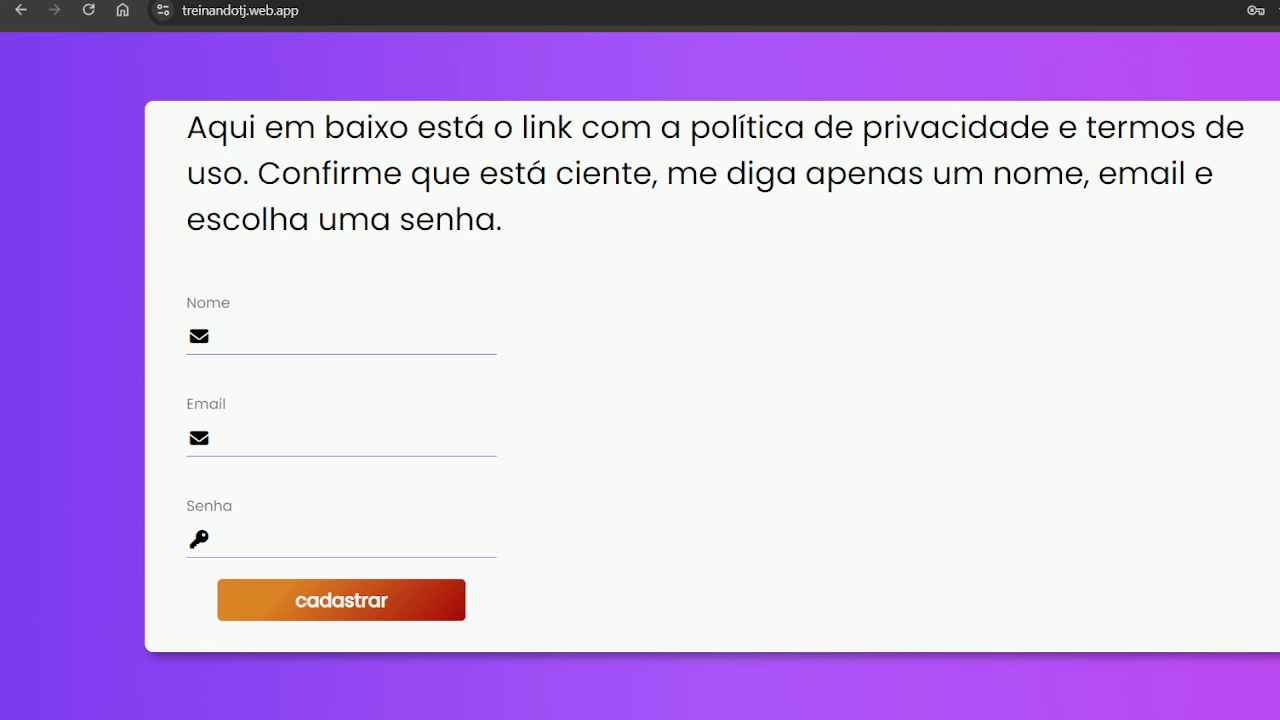 treinandotj.web.app
Aqui em baixo está o link com a política de privacidade e termos de
uso. Confirme que está ciente, me diga apenas um nome, email e
escolha uma senha.
Nome
Email
Senha
cadastrar